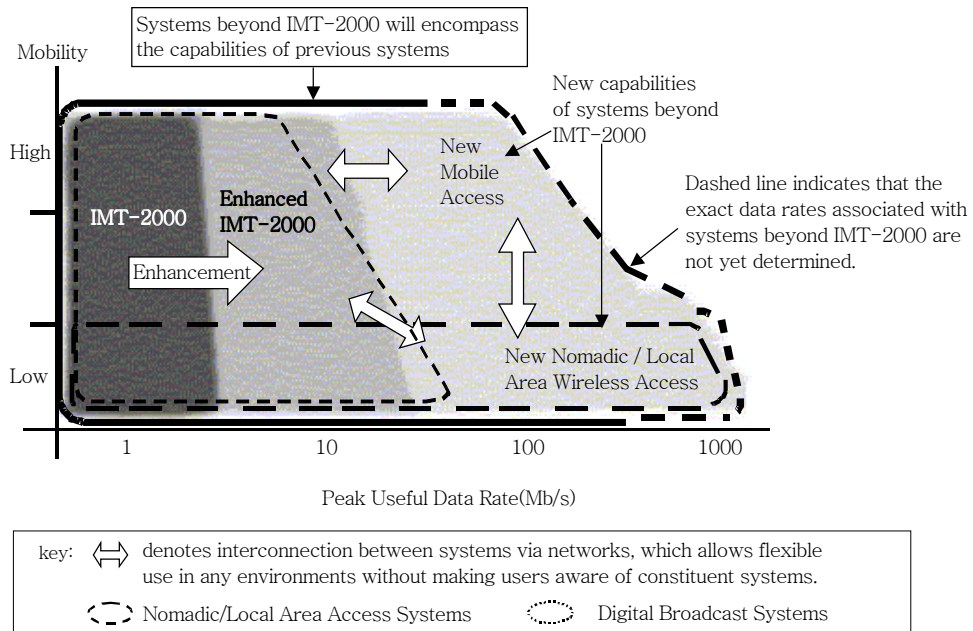 Systems beyond IMT-2000 will encompass
the capabilities of previous systems
Mobility
New capabilities
of systems beyond
IMT-2000
High
New
Mobile
Access
Dashed line indicates that the
exact data rates associated with
systems beyond IMT-2000 are
not yet determined.
IMT-2000
Enhanced
IMT-2000
Enhancement
Low
New Nomadic / Local
Area Wireless Access
1
10
100
1000
Peak Useful Data Rate(Mb/s)
key:
denotes interconnection between systems via networks, which allows flexible
use in any environments without making users aware of constituent systems.
Nomadic/Local Area Access Systems
Digital Broadcast Systems